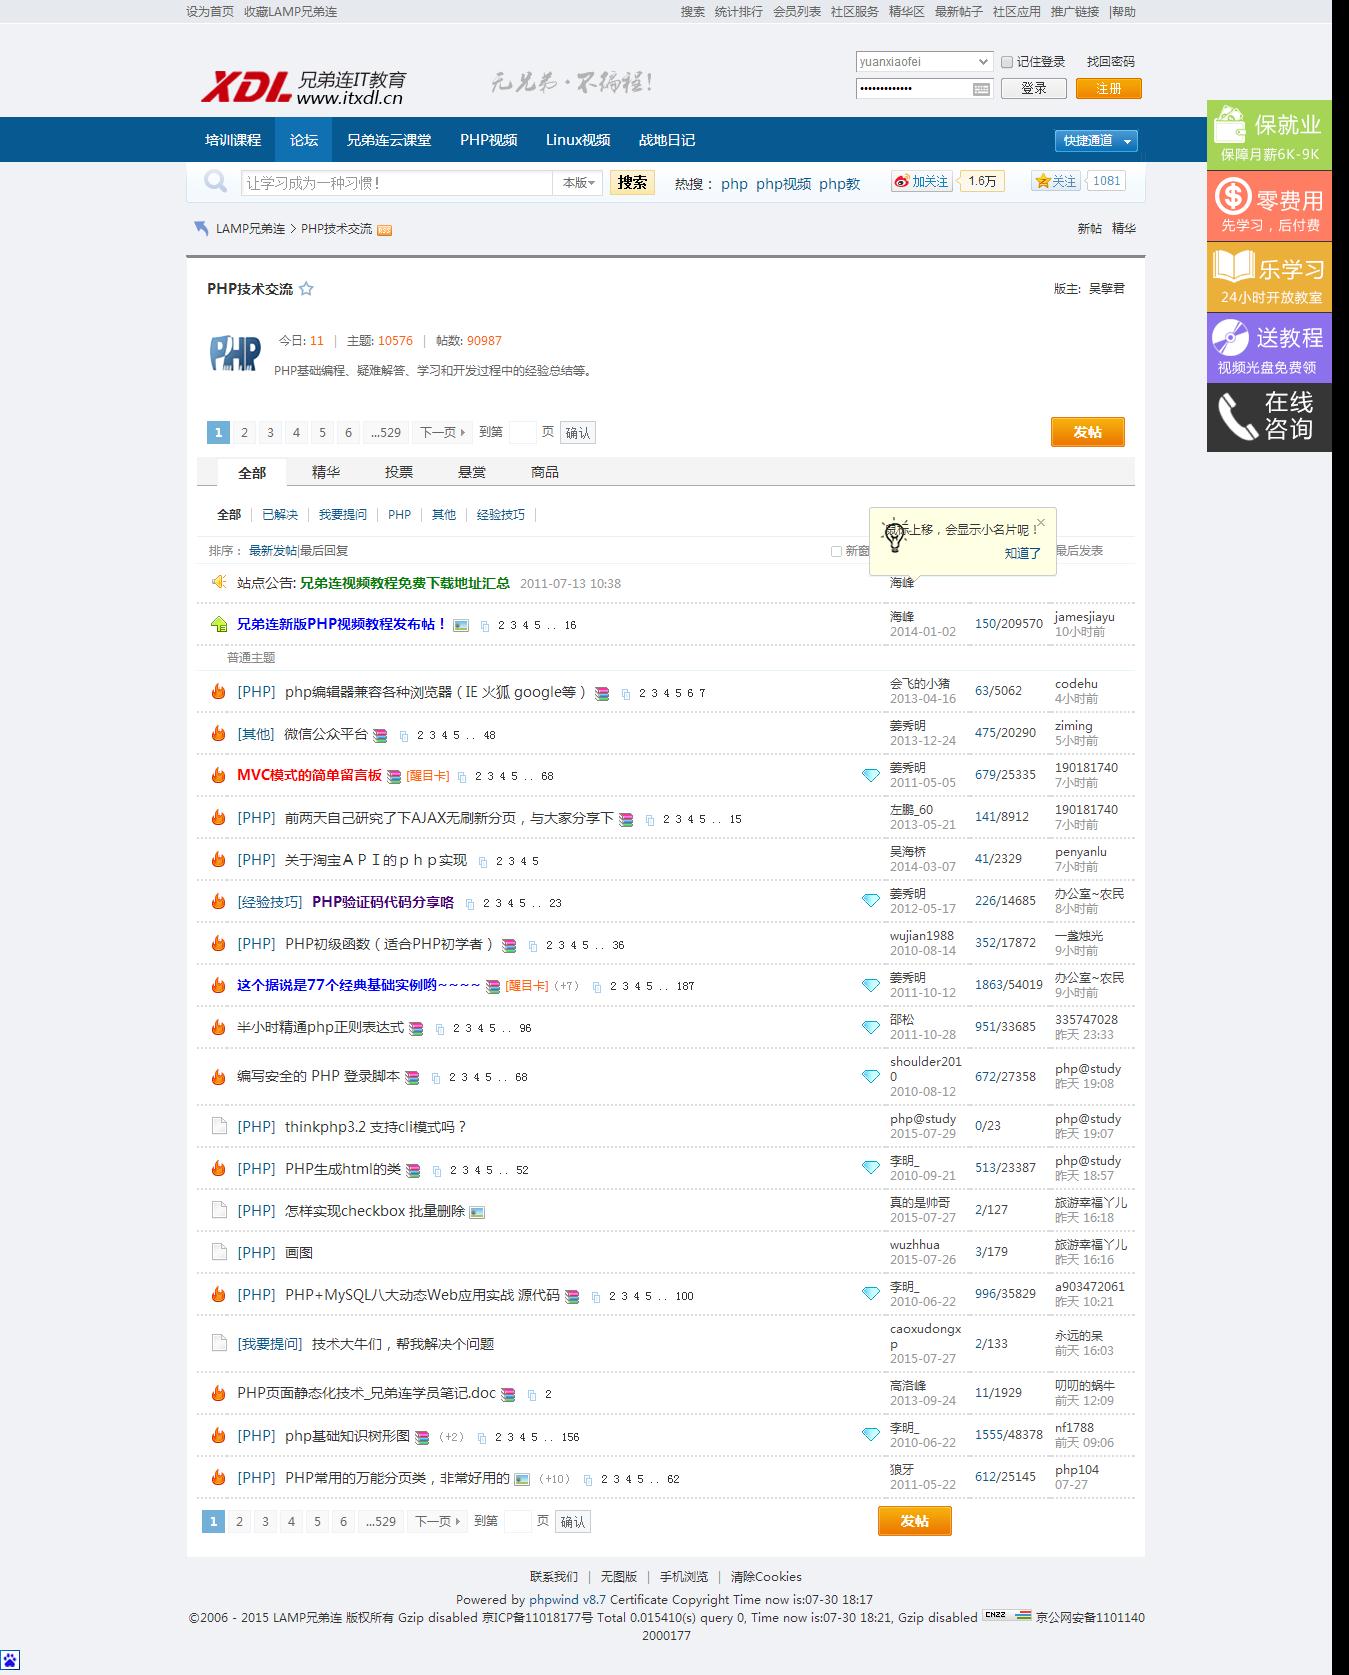 设为首页 收藏LAMP兄弟连 搜索 统计排行 会员列表 社区服务 精华区 最新帖子 社区应用 推广链接 |帮助
yuanxiaofei 记住登录 找回密码
XDL 兄弟连IT教育 无兄弟·不编程!
www.itxdl.cn ••••••••••••• 登录 注册
培训课程 论坛 兄弟连云课堂 PHP视频 Linux视频 战地日记 快捷通道
保就业
保障月薪6K-9K
让学习成为一种习惯! 本版 搜索 热搜: php php视频 php教 加关注 1.6万 关注 1081
零费用
先学习,后付费
LAMP兄弟连 > PHP技术交流 RSS 新帖 精华
乐学习
24小时开放教室
PHP技术交流 版主: 吴擘君
送教程
视频光盘免费领
PHP 今日: 11 | 主题: 10576 | 帖数: 90987
PHP基础编程、疑难解答、学习和开发过程中的经验总结等。
在线
咨询
1 2 3 4 5 6 ...529 下一页 到第 页 确认 发帖
全部 精华 投票 悬赏 商品
全部 已解决 我要提问 PHP 其他 经验技巧
鼠标上移,会显示小名片呢! ×
知道了
排序: 最新发帖|最后回复 新窗 最后发表
站点公告: 兄弟连视频教程免费下载地址汇总 2011-07-13 10:38 海峰
兄弟连新版PHP视频教程发布帖! 2 3 4 5 .. 16 海峰 2014-01-02 150/209570 jamesjiayu 10小时前
普通主题
[PHP] php编辑器兼容各种浏览器(IE 火狐 google等) 2 3 4 5 6 7 会飞的小猪 2013-04-16 63/5062 codehu 4小时前
[其他] 微信公众平台 2 3 4 5 .. 48 姜秀明 2013-12-24 475/20290 ziming 5小时前
MVC模式的简单留言板 [醒目卡] 2 3 4 5 .. 68 姜秀明 2011-05-05 679/25335 190181740 7小时前
[PHP] 前两天自己研究了下AJAX无刷新分页,与大家分享下 2 3 4 5 .. 15 左鹏_60 2013-05-21 141/8912 190181740 7小时前
[PHP] 关于淘宝API的php实现 2 3 4 5 吴海桥 2014-03-07 41/2329 penyanlu 7小时前
[经验技巧] PHP验证码代码分享咯 2 3 4 5 .. 23 姜秀明 2012-05-17 226/14685 办公室~农民 8小时前
[PHP] PHP初级函数(适合PHP初学者) 2 3 4 5 .. 36 wujian1988 2010-08-14 352/17872 一盏烛光 9小时前
这个据说是77个经典基础实例哟~~~~ [醒目卡] (+7) 2 3 4 5 .. 187 姜秀明 2011-10-12 1863/54019 办公室~农民 9小时前
半小时精通php正则表达式 2 3 4 5 .. 96 邵松 2011-10-28 951/33685 335747028 昨天 23:33
编写安全的 PHP 登录脚本 2 3 4 5 .. 68 shoulder2010 2010-08-12 672/27358 php@study 昨天 19:08
[PHP] thinkphp3.2 支持cli模式吗? php@study 2015-07-29 0/23 php@study 昨天 19:07
[PHP] PHP生成html的类 2 3 4 5 .. 52 李明_ 2010-09-21 513/23387 php@study 昨天 18:57
[PHP] 怎样实现checkbox 批量删除 真的是帅哥 2015-07-27 2/127 旅游幸福丫儿 昨天 16:18
[PHP] 画图 wuzhhua 2015-07-26 3/179 旅游幸福丫儿 昨天 16:16
[PHP] PHP+MySQL八大动态Web应用实战 源代码 2 3 4 5 .. 100 李明_ 2010-06-22 996/35829 a903472061 昨天 10:21
[我要提问] 技术大牛们,帮我解决个问题 caoxudongxp 2015-07-27 2/133 永远的呆 前天 16:03
PHP页面静态化技术_兄弟连学员笔记.doc 2 高洛峰 2013-09-24 11/1929 叨叨的蜗牛 前天 12:09
[PHP] php基础知识树形图 (+2) 2 3 4 5 .. 156 李明_ 2010-06-22 1555/48378 nf1788 前天 09:06
[PHP] PHP常用的万能分页类,非常好用的 (+10) 2 3 4 5 .. 62 狼牙 2011-05-22 612/25145 php104 07-27
1 2 3 4 5 6 ...529 下一页 到第 页 确认 发帖
联系我们 | 无图版 | 手机浏览 | 清除Cookies
Powered by phpwind v8.7 Certificate Copyright Time now is:07-30 18:17
©2006 - 2015 LAMP兄弟连 版权所有 Gzip disabled 京ICP备11018177号 Total 0.015410(s) query 0, Time now is:07-30 18:21, Gzip disabled CNZZ 京公网安备1101140
2000177